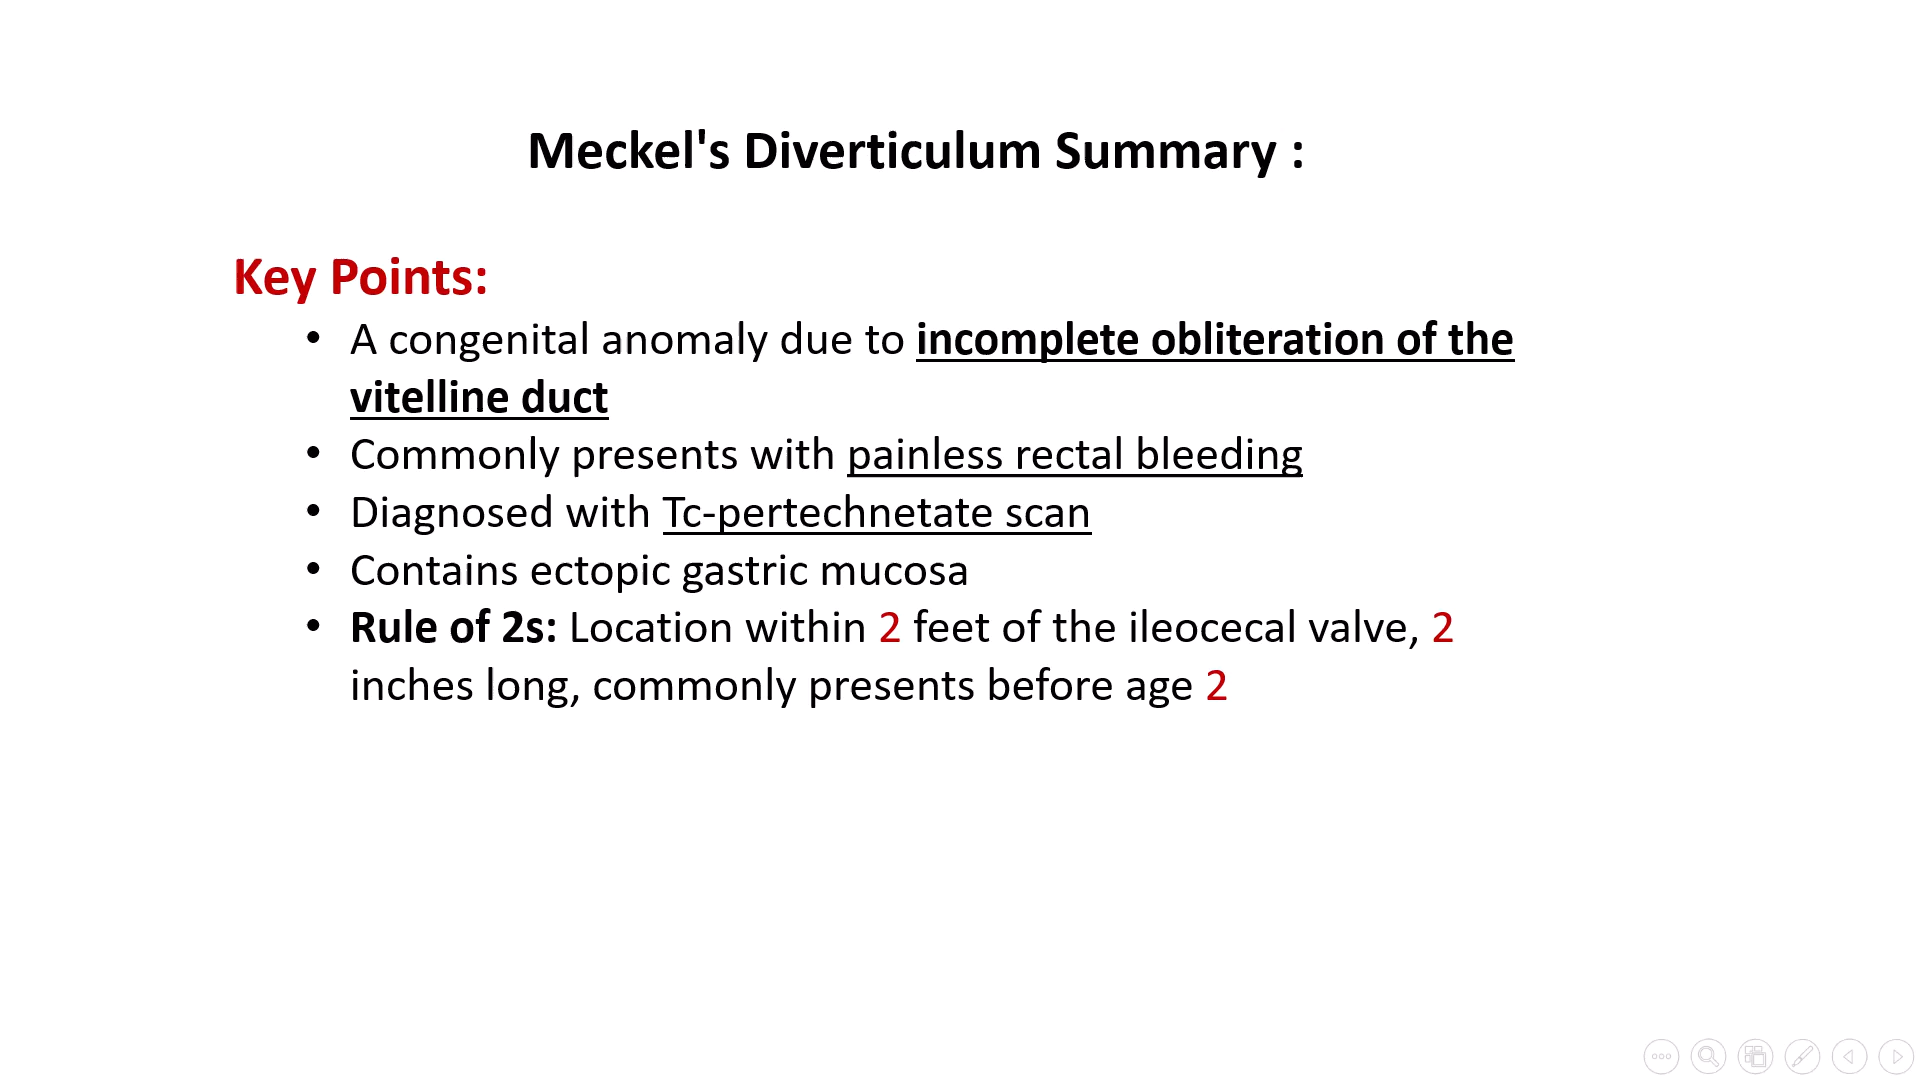 Meckel's Diverticulum Summary :
Key Points:
• A congenital anomaly due to incomplete obliteration of the
vitelline duct
• Commonly presents with painless rectal bleeding
• Diagnosed with Tc-pertechnetate scan
• Contains ectopic gastric mucosa
• Rule of 2s: Location within 2 feet of the ileocecal valve, 2
inches long, commonly presents before age 2